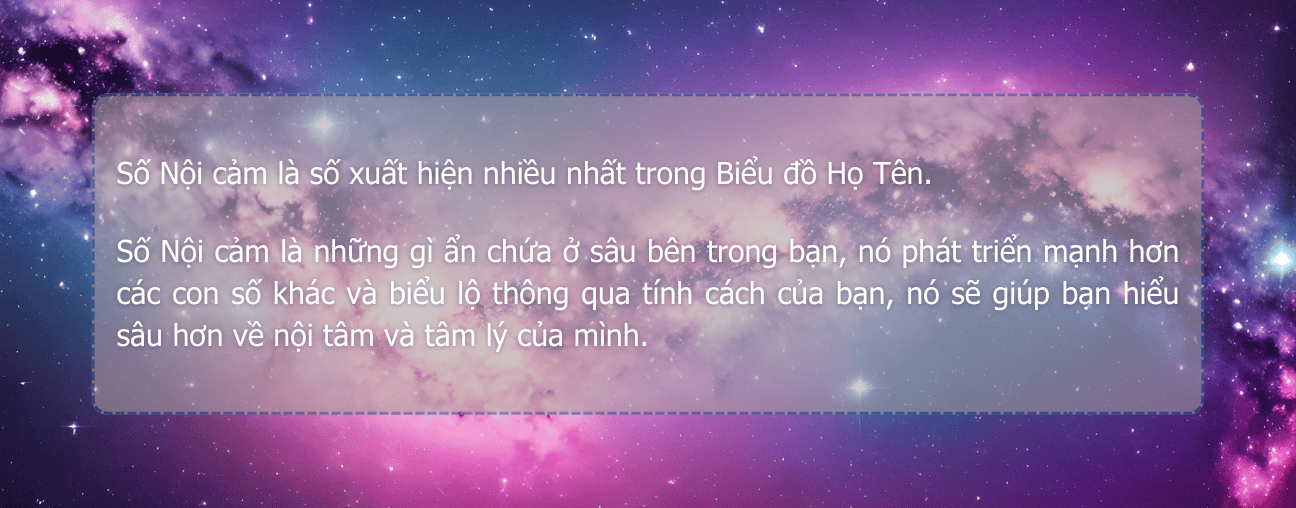 Số Nội cảm là số xuất hiện nhiều nhất trong Biểu đồ Họ Tên.
Số Nội cảm là những gì ẩn chứa ở sâu bên trong bạn, nó phát triển mạnh hơn
các con số khác và biểu lộ thông qua tính cách của bạn, nó sẽ giúp bạn hiểu
sâu hơn về nội tâm và tâm lý của mình.